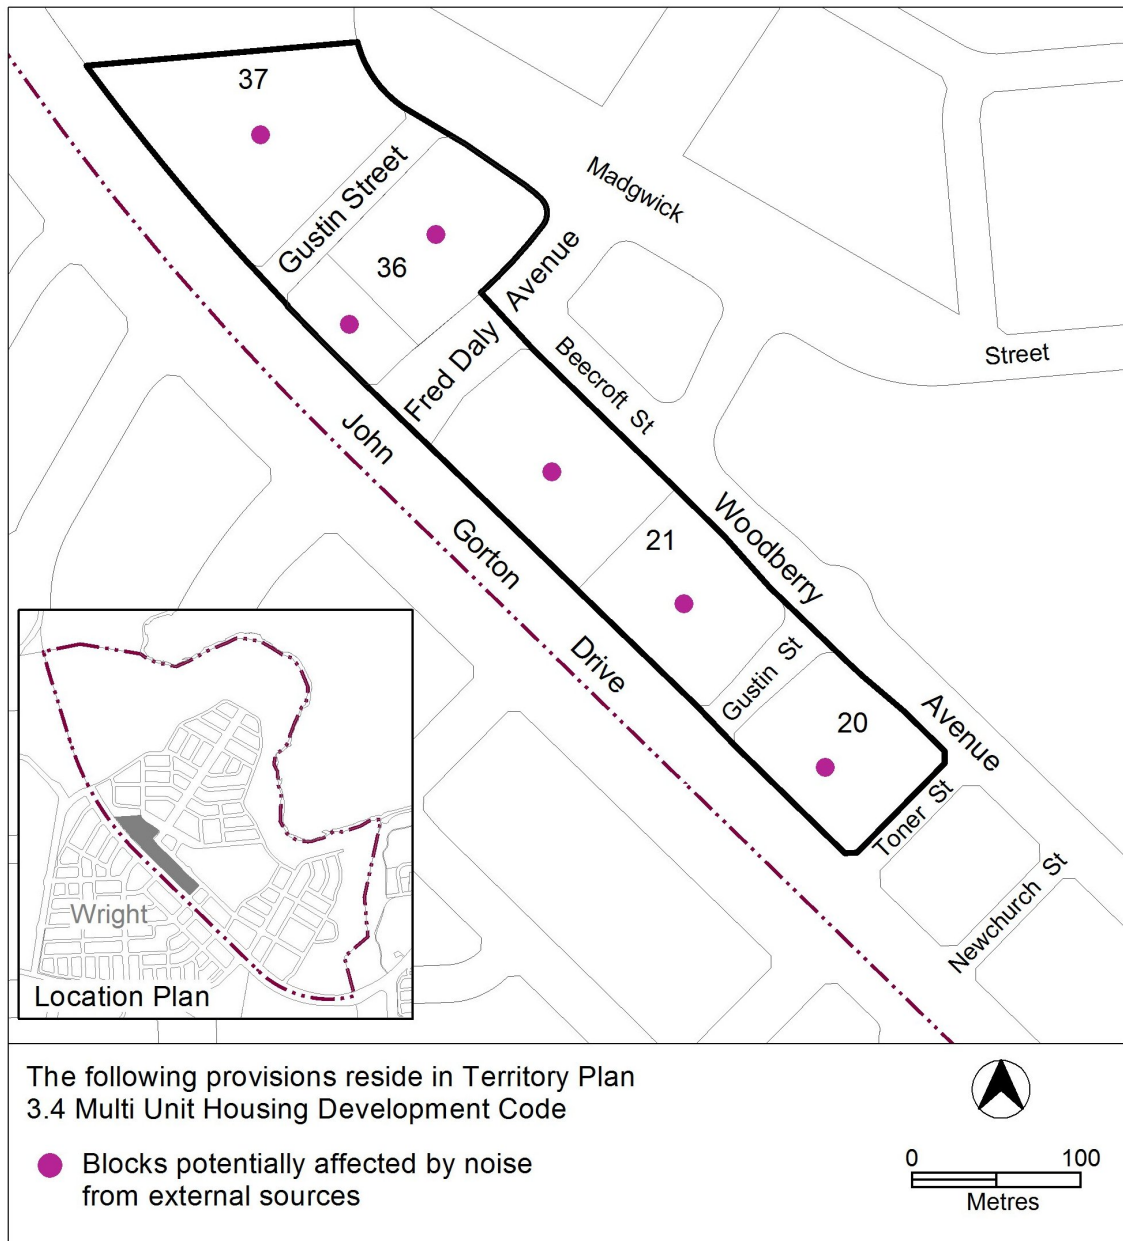 37
Madgwick
Gustin Street
36
Fred Daly Avenue
Beecroft St
Street
John Gorton Drive
21
Woodberry Avenue
Gustin St
20
Toner St
Newchurch St
Wright
Location Plan
The following provisions reside in Territory Plan
3.4 Multi Unit Housing Development Code
Blocks potentially affected by noise
from external sources
0 100
Metres